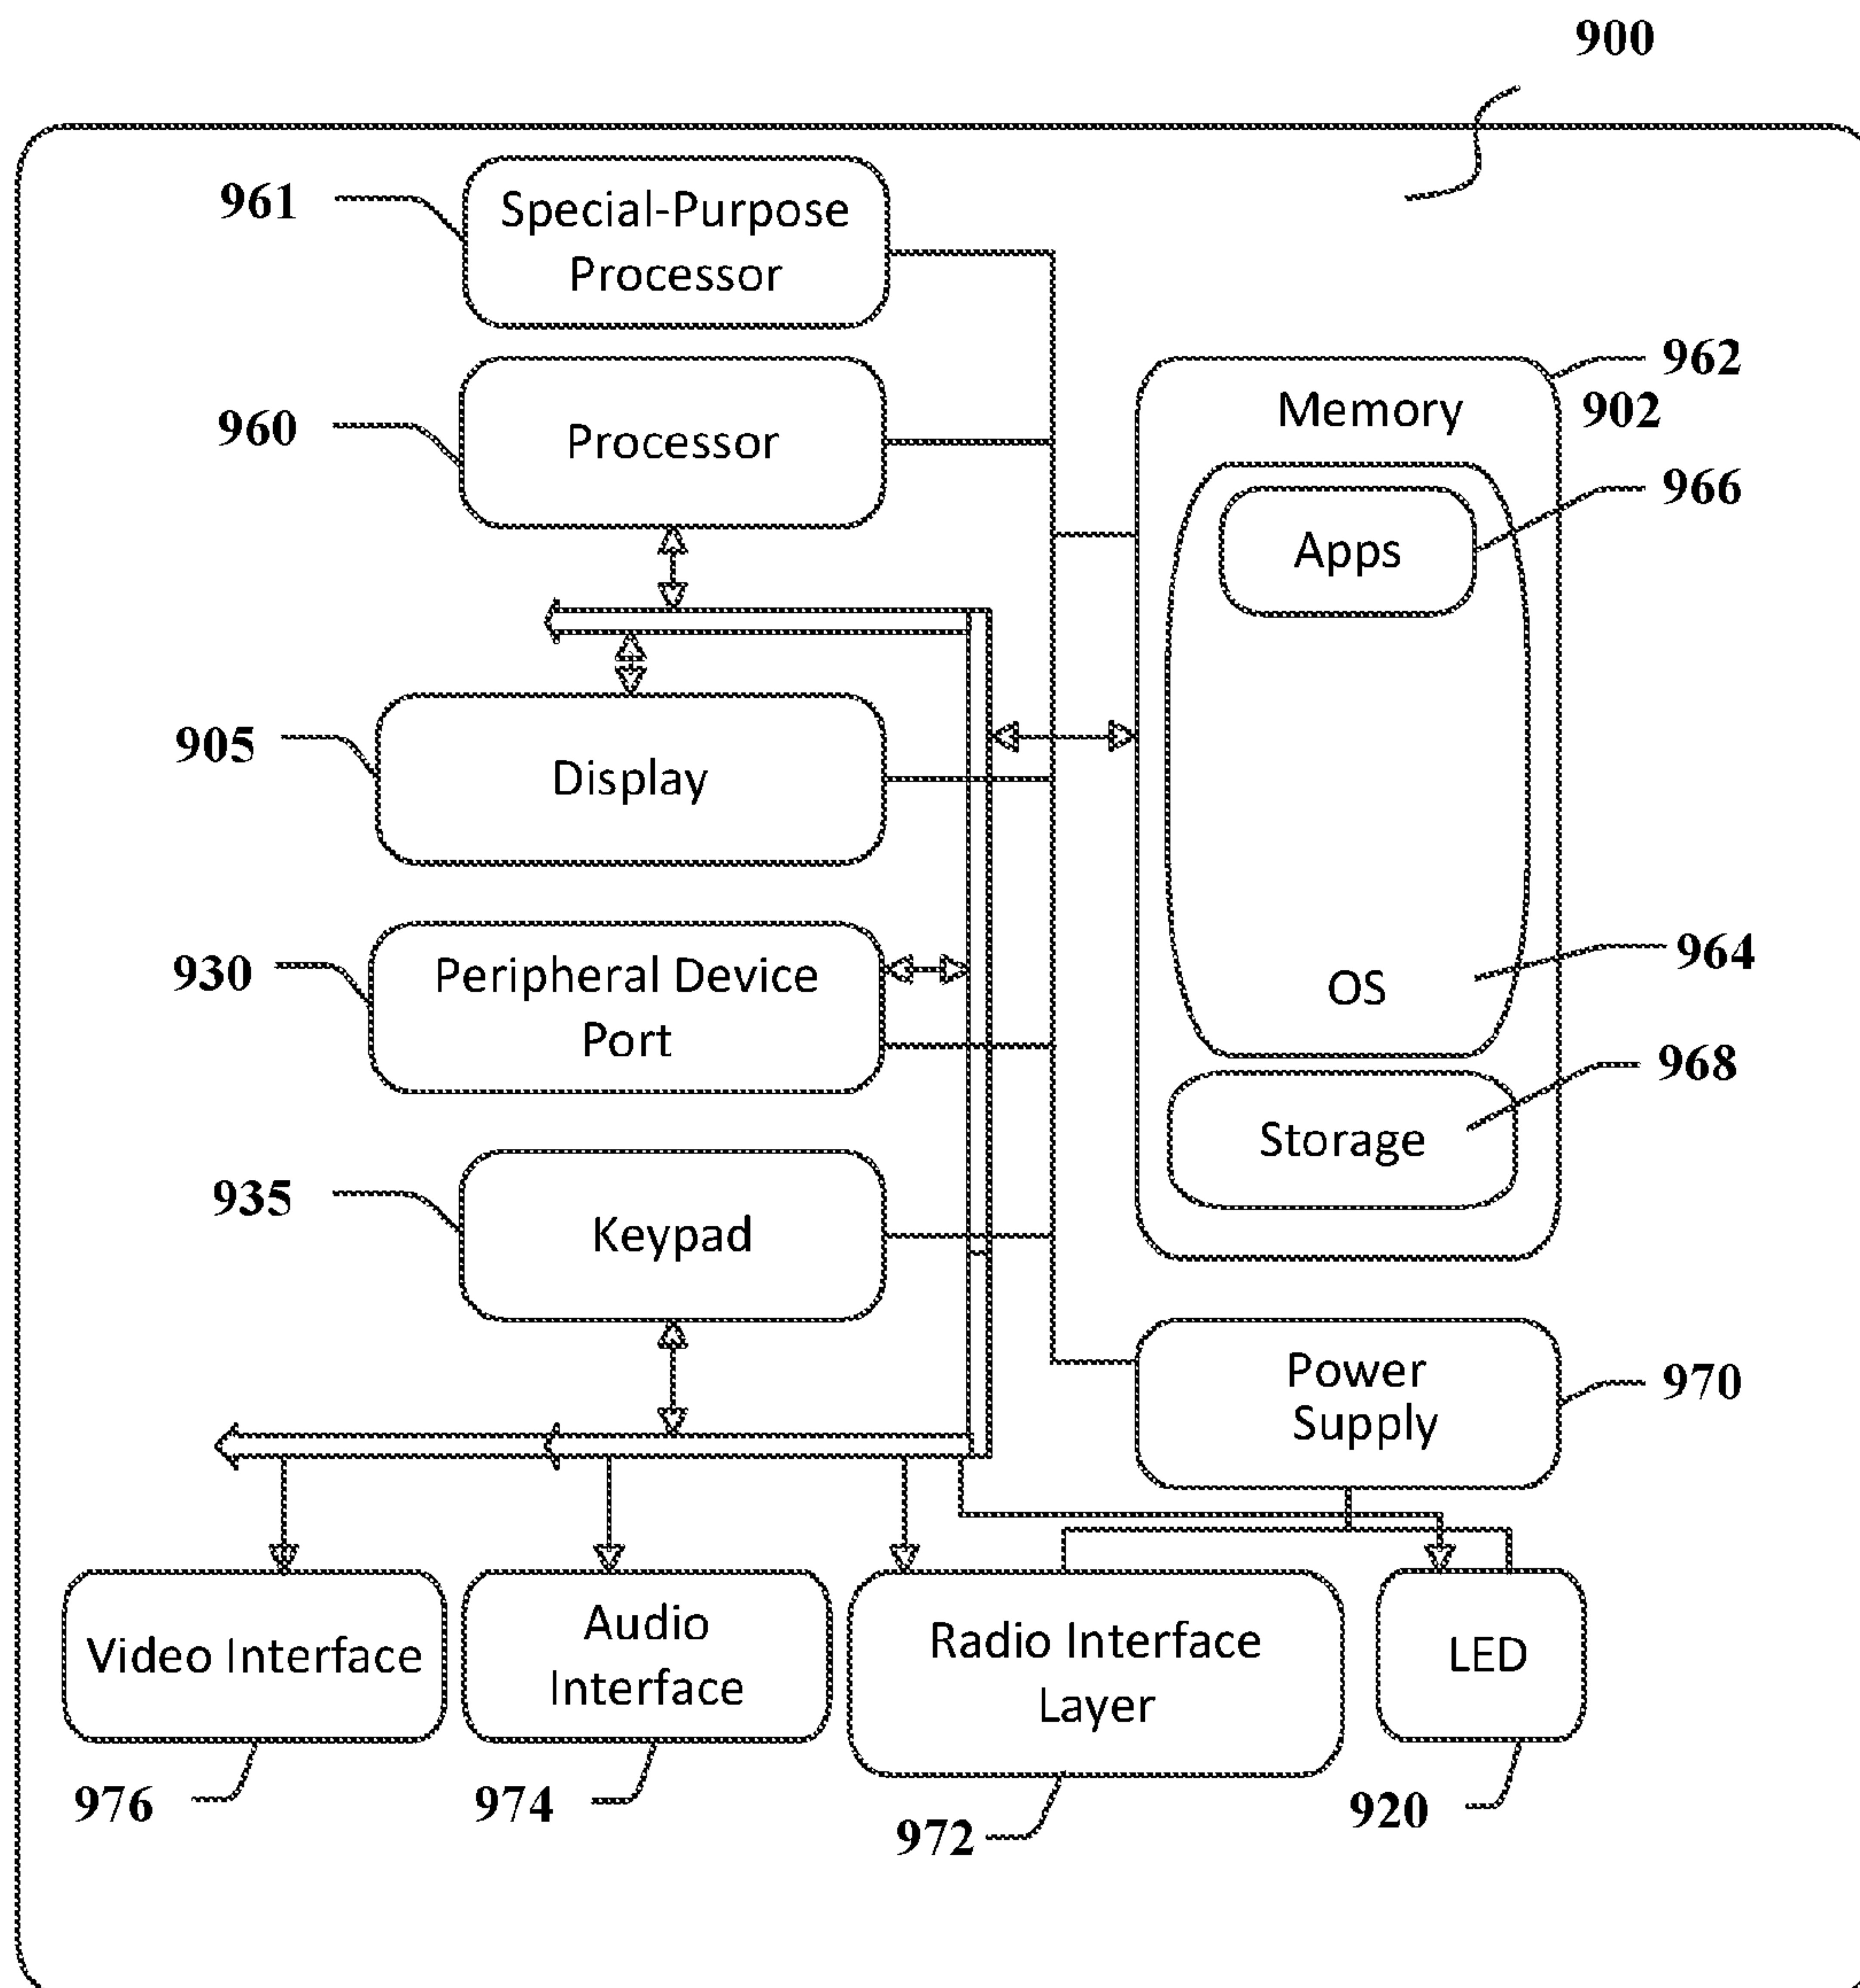 900
961
Special-Purpose
Processor
962
960
Processor
Memory
902
966
Apps
905
Display
930
Peripheral Device
Port
OS
964
968
Storage
935
Keypad
Power
Supply
970
Video Interface
Audio
Interface
Radio Interface
Layer
LED
976
974
972
920